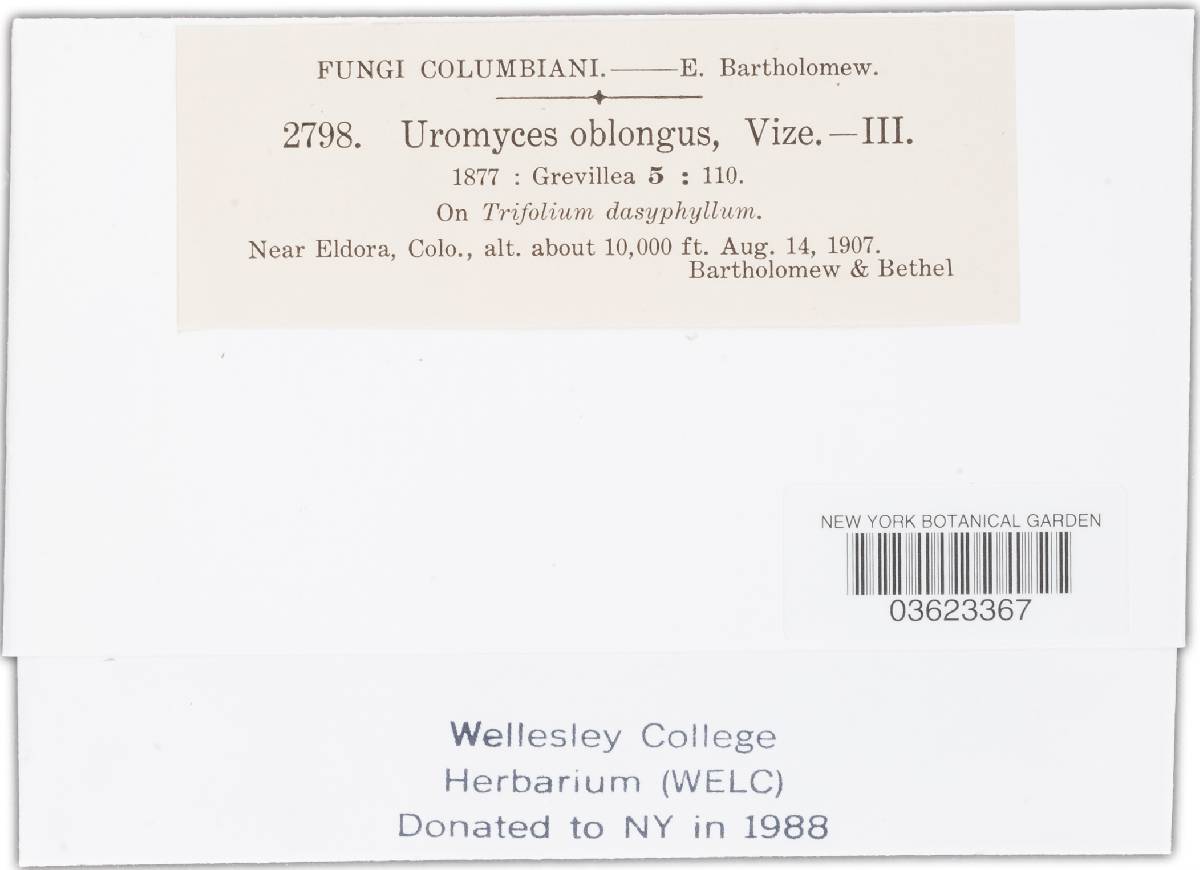 FUNGI COLUMBIANI.——E. Bartholomew.
2798. Uromyces oblongus, Vize.—III.
1877 : Grevillea 5 : 110.
On Trifolium dasyphyllum.
Near Eldora, Colo., alt. about 10,000 ft. Aug. 14, 1907.
Bartholomew & Bethel
NEW YORK BOTANICAL GARDEN
03623367
Wellesley College
Herbarium (WELC)
Donated to NY in 1988